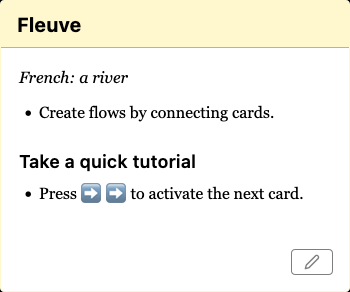 Fleuve
French: a river
• Create flows by connecting cards.
Take a quick tutorial
• Press ➡️ ➡️ to activate the next card.